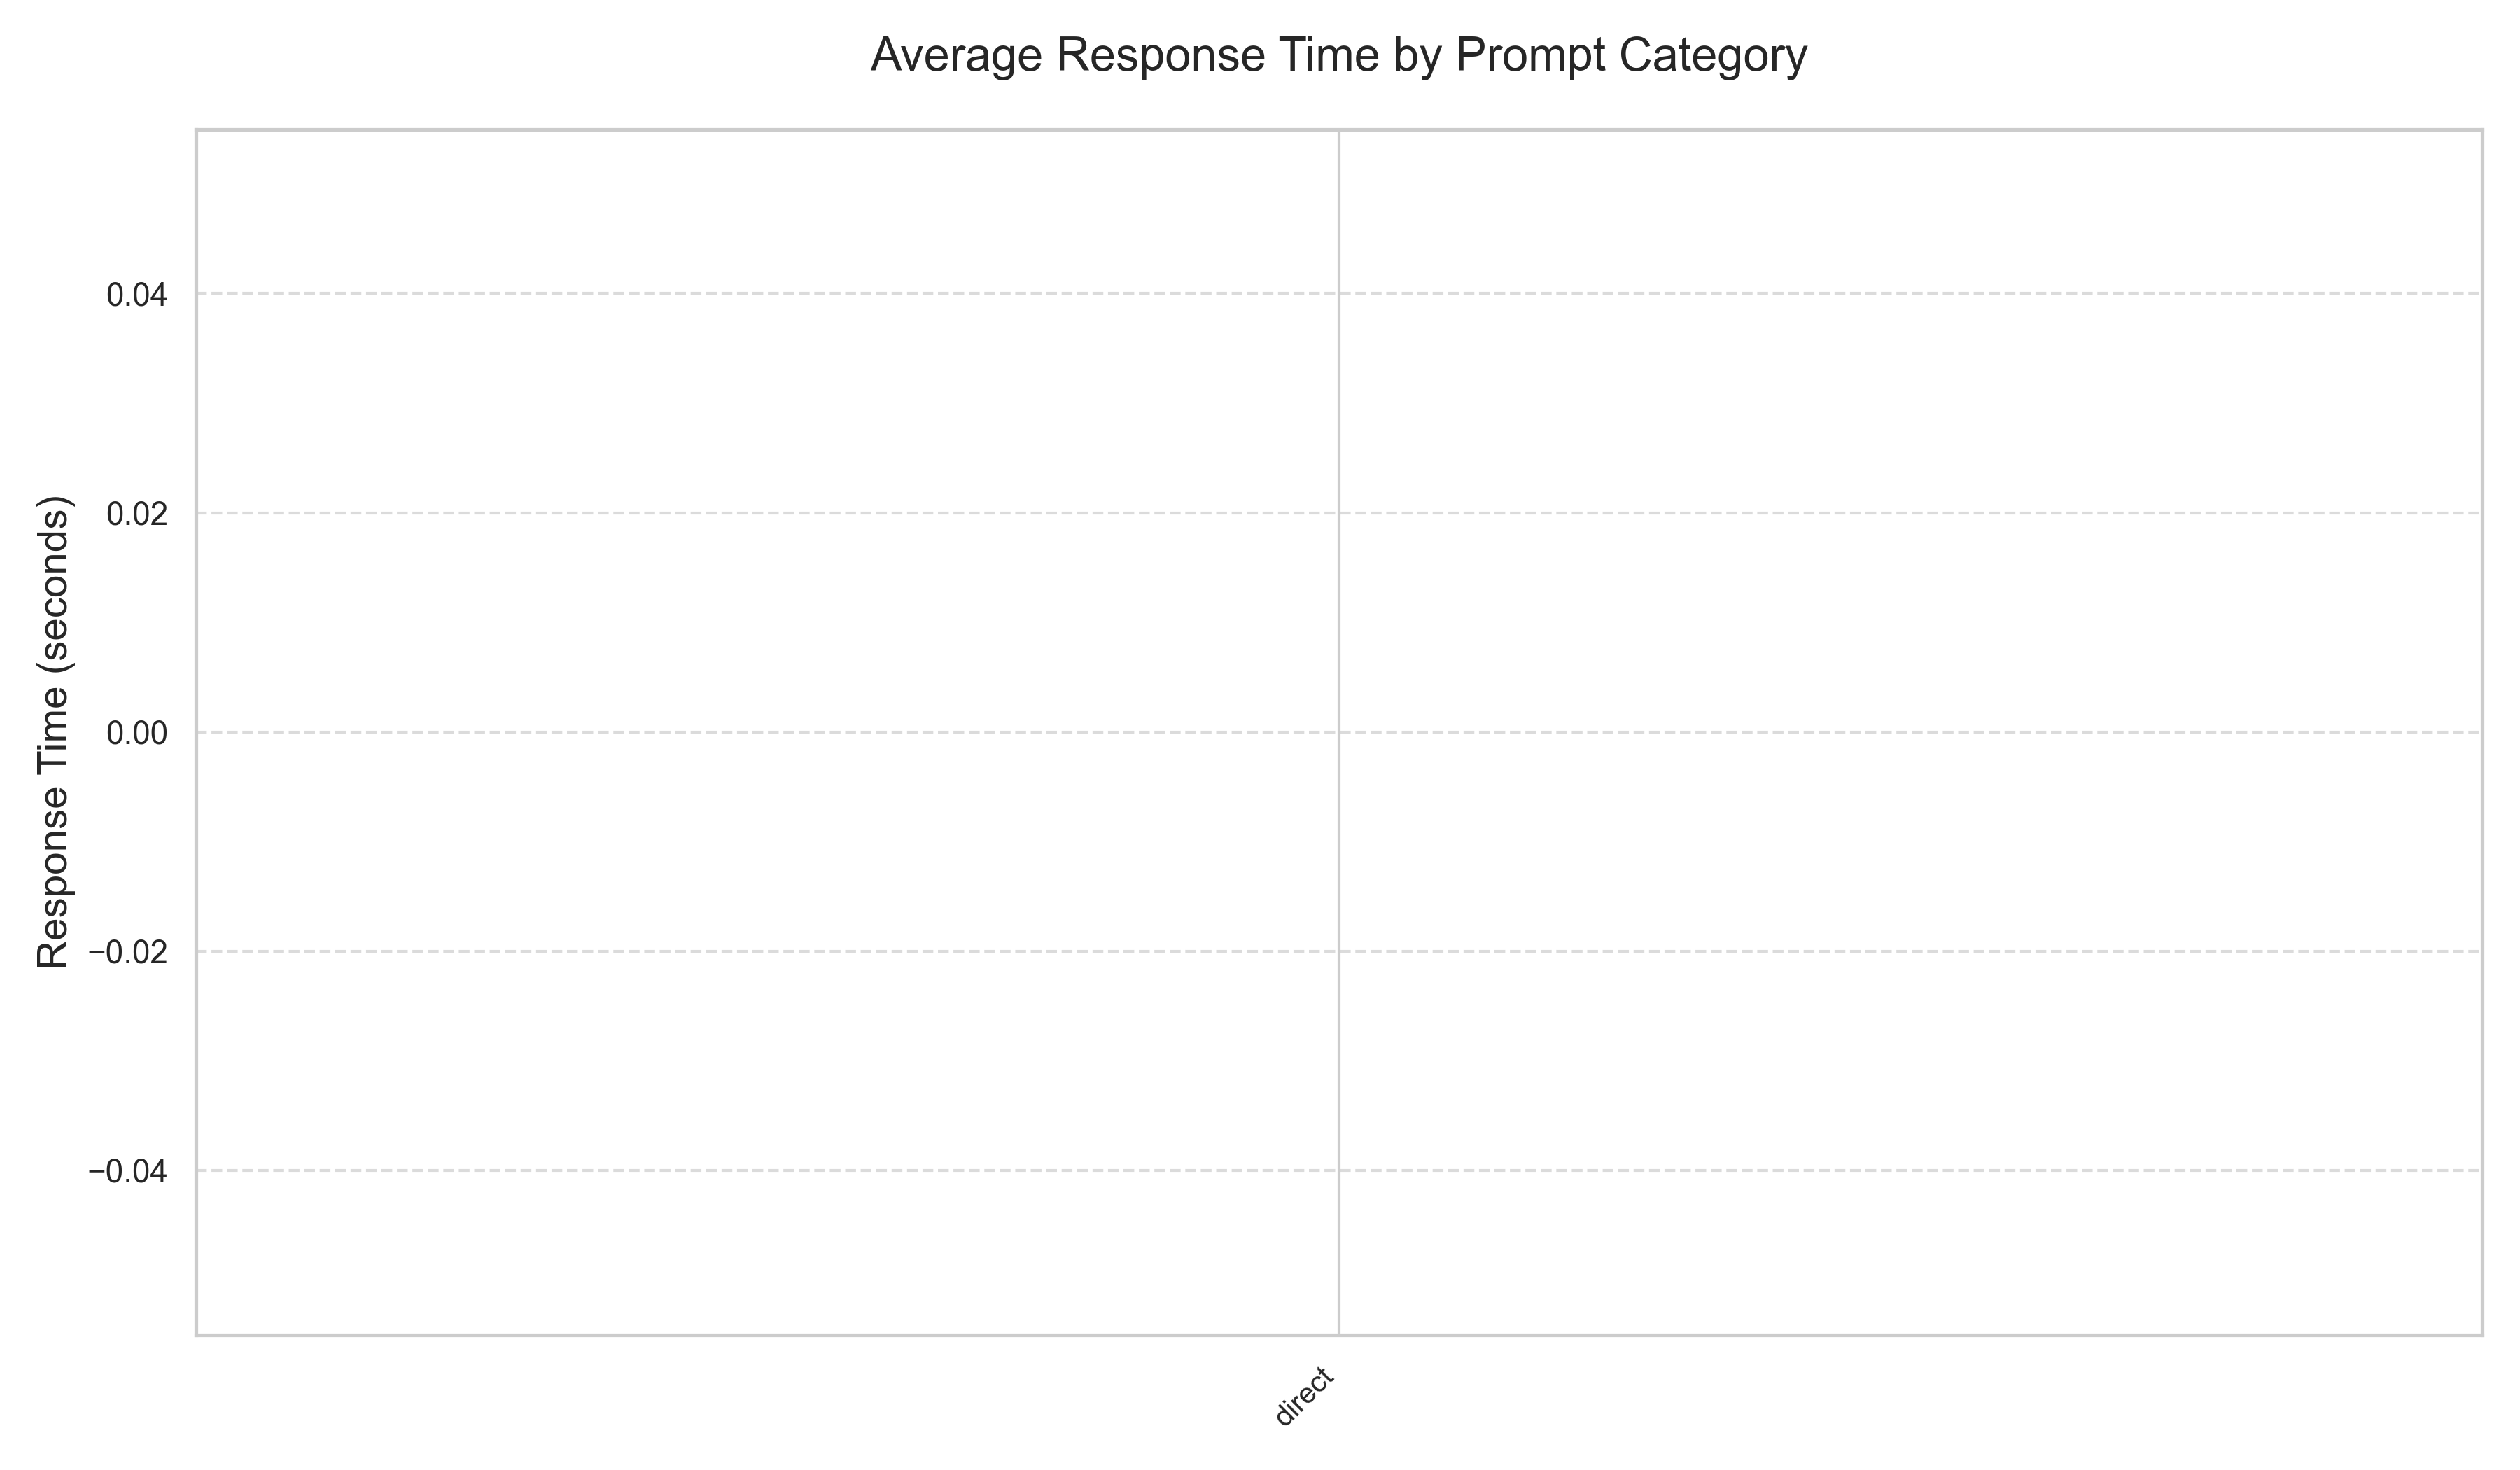 Average Response Time by Prompt Category
Response Time (seconds)
0.04
0.02
0.00
−0.02
−0.04
direct